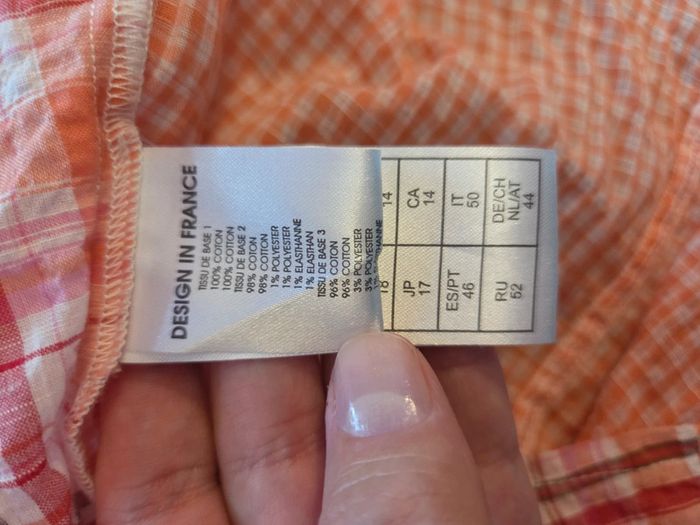 DESIGN IN FRANCE
TISSU DE BASE 1
100% COTON
100% COTTON
TISSU DE BASE 2
98% COTON
98% COTTON
1% POLYESTER
1% POLYESTER
1% ELASTHANNE
1% ELASTHAN
TISSU DE BASE 3
96% COTON
96% COTTON
3% POLYESTER
3% POLYESTER
14
18
CA
14
JP
17
IT
50
ES/PT
46
DE/CH
NL/AT
44
RU
52